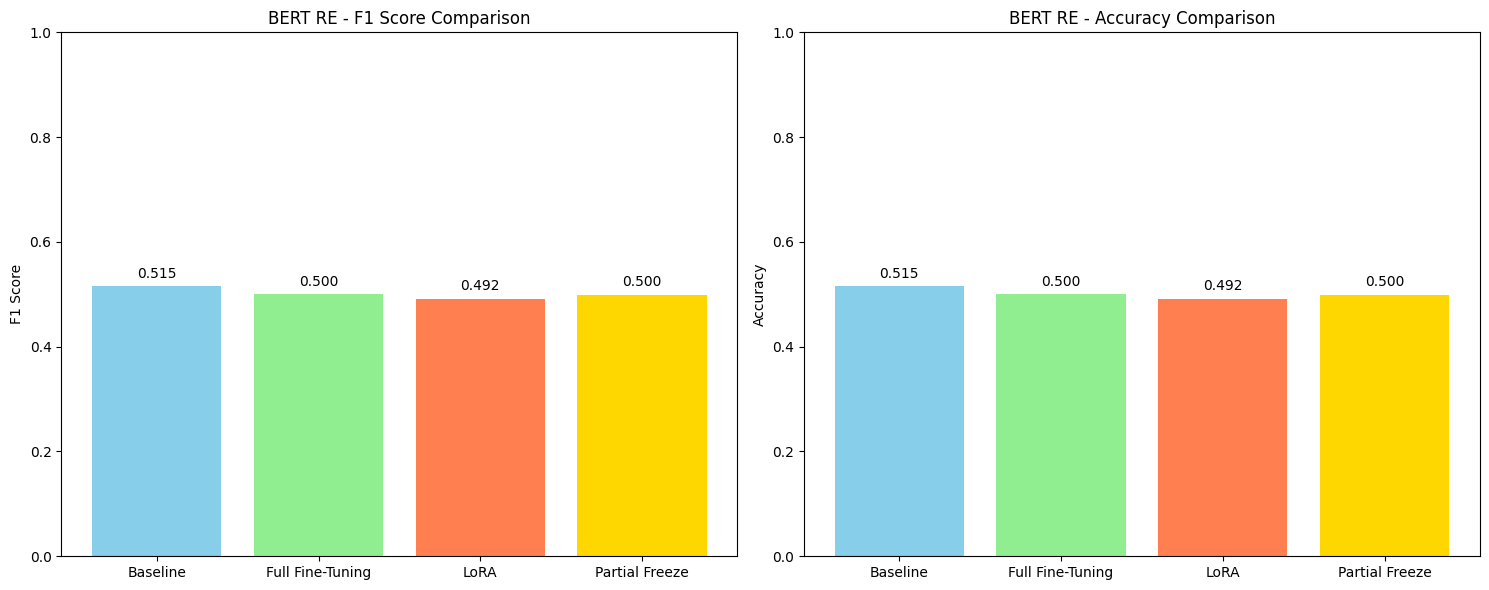 BERT RE - F1 Score Comparison
1.0
0.8
0.6
0.4
0.2
0.0
F1 Score
0.515
0.500
0.492
0.500
Baseline
Full Fine-Tuning
LoRA
Partial Freeze
BERT RE - Accuracy Comparison
1.0
0.8
0.6
0.4
0.2
0.0
Accuracy
0.515
0.500
0.492
0.500
Baseline
Full Fine-Tuning
LoRA
Partial Freeze